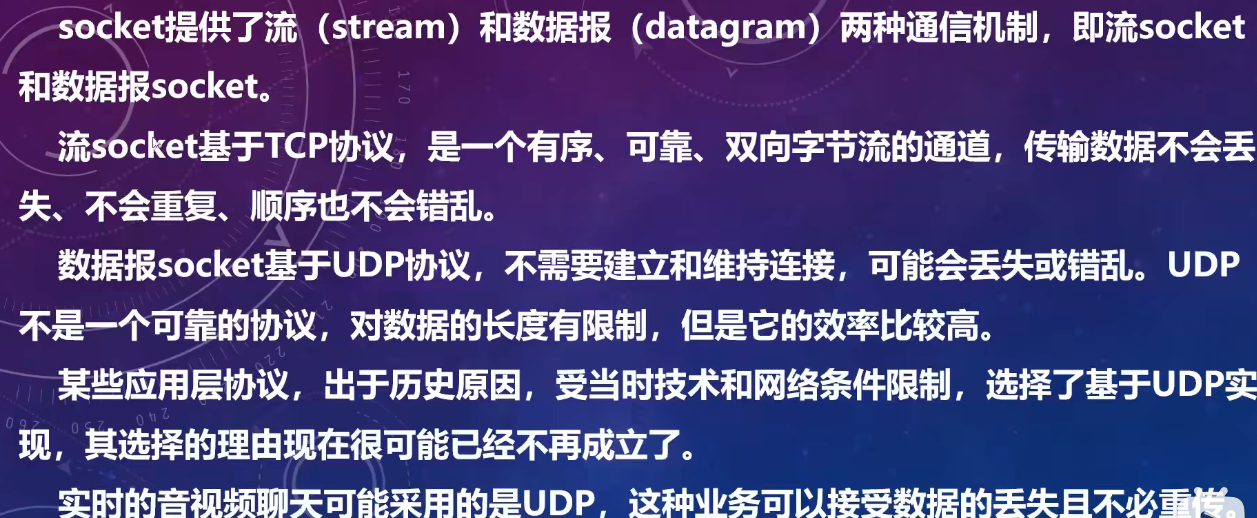 socket提供了流（stream）和数据报（datagram）两种通信机制，即流socket
和数据报socket。
流socket基于TCP协议，是一个有序、可靠、双向字节流的通道，传输数据不会丢
失、不会重复、顺序也不会错乱。
数据报socket基于UDP协议，不需要建立和维持连接，可能会丢失或错乱。UDP
不是一个可靠的协议，对数据的长度有限制，但是它的效率比较高。
某些应用层协议，出于历史原因，受当时技术和网络条件限制，选择了基于UDP实
现，其选择的理由现在很可能已经不再成立了。
实时的音视频聊天可能采用的是UDP，这种业务可以接受数据的丢失且不必重传。
170
180
220
240
250
260